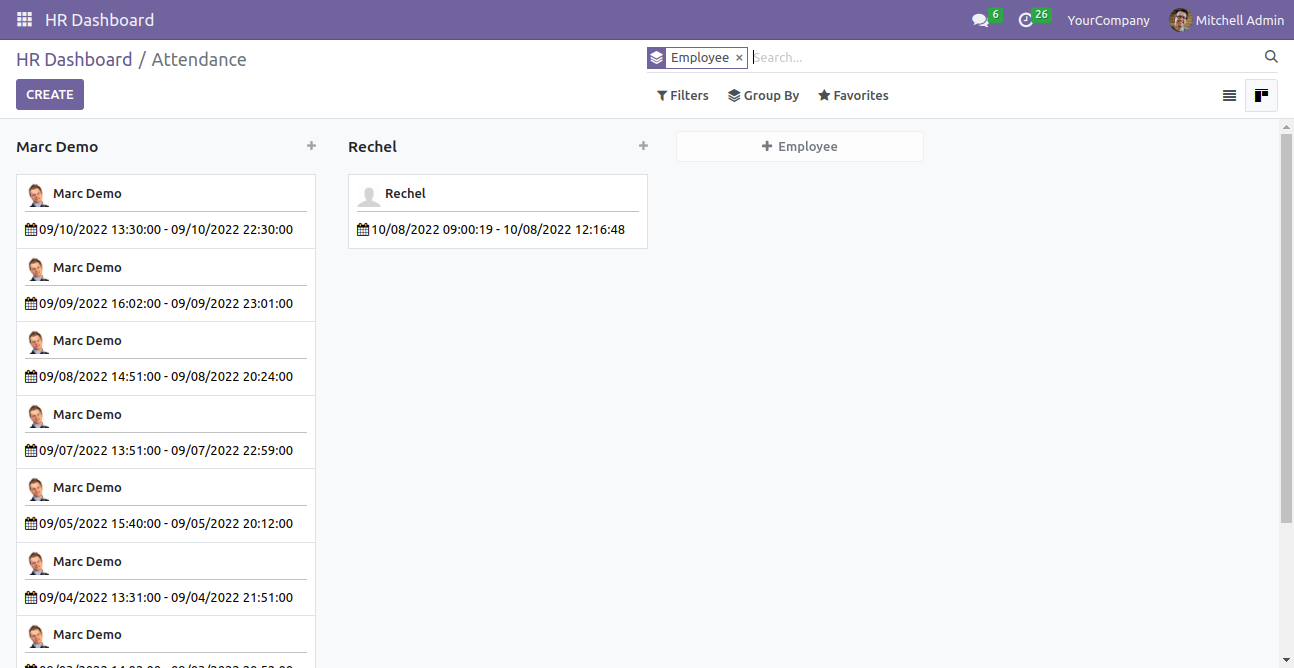 HR Dashboard
6
26
YourCompany
Mitchell Admin
HR Dashboard / Attendance
Employee ×
Search...
CREATE
Filters
Group By
Favorites
Marc Demo +
Rechel +
+ Employee
Marc Demo
09/10/2022 13:30:00 - 09/10/2022 22:30:00
Marc Demo
09/09/2022 16:02:00 - 09/09/2022 23:01:00
Marc Demo
09/08/2022 14:51:00 - 09/08/2022 20:24:00
Marc Demo
09/07/2022 13:51:00 - 09/07/2022 22:59:00
Marc Demo
09/05/2022 15:40:00 - 09/05/2022 20:12:00
Marc Demo
09/04/2022 13:31:00 - 09/04/2022 21:51:00
Marc Demo
Rechel
10/08/2022 09:00:19 - 10/08/2022 12:16:48